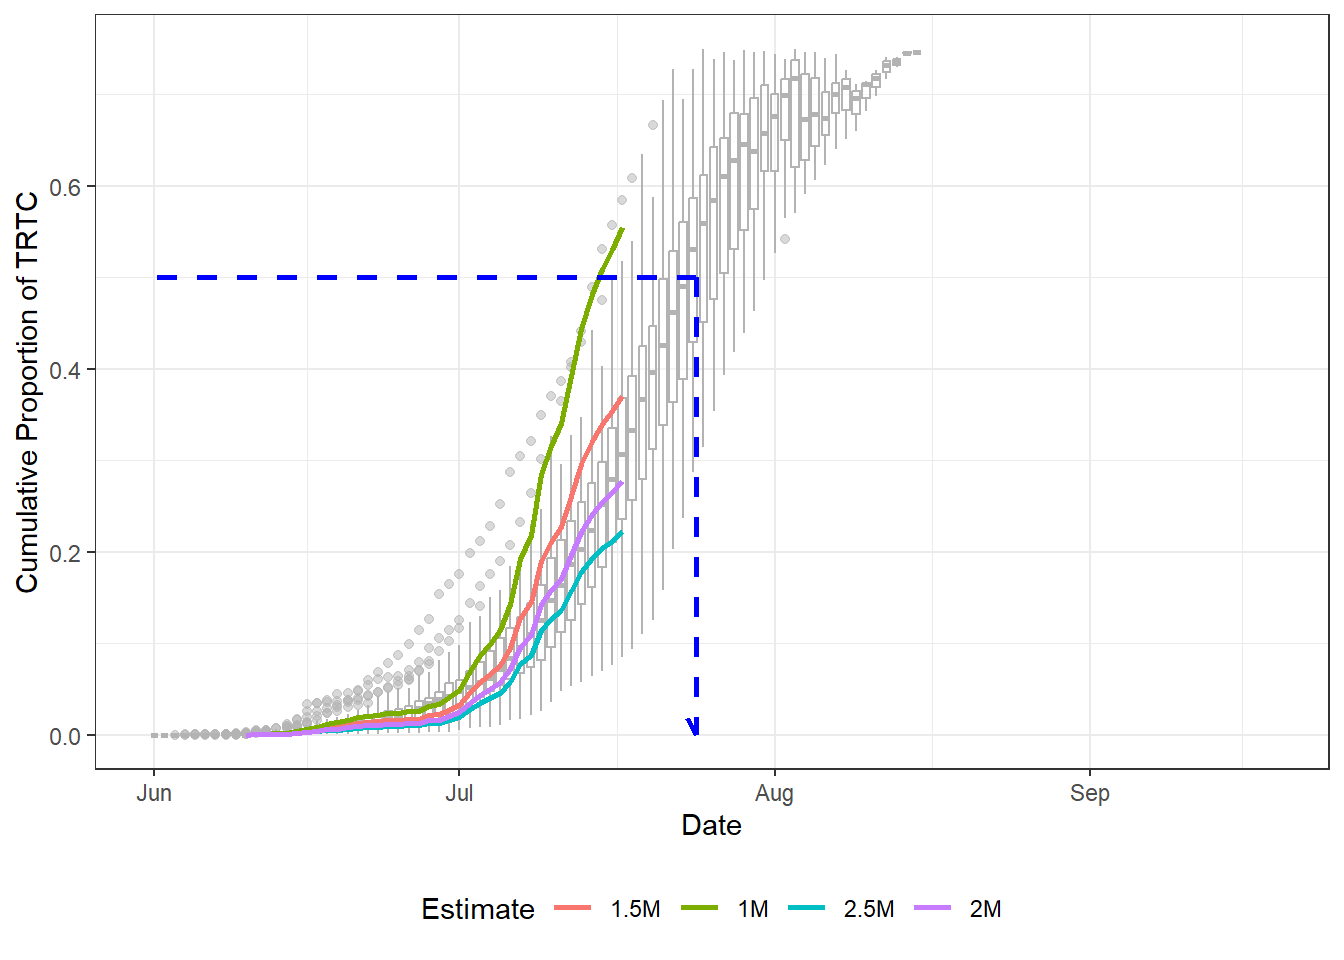 Cumulative Proportion of TRTC
0.6
0.4
0.2
0.0
Jun Jul Aug Sep
Date
Estimate 1.5M 1M 2.5M 2M